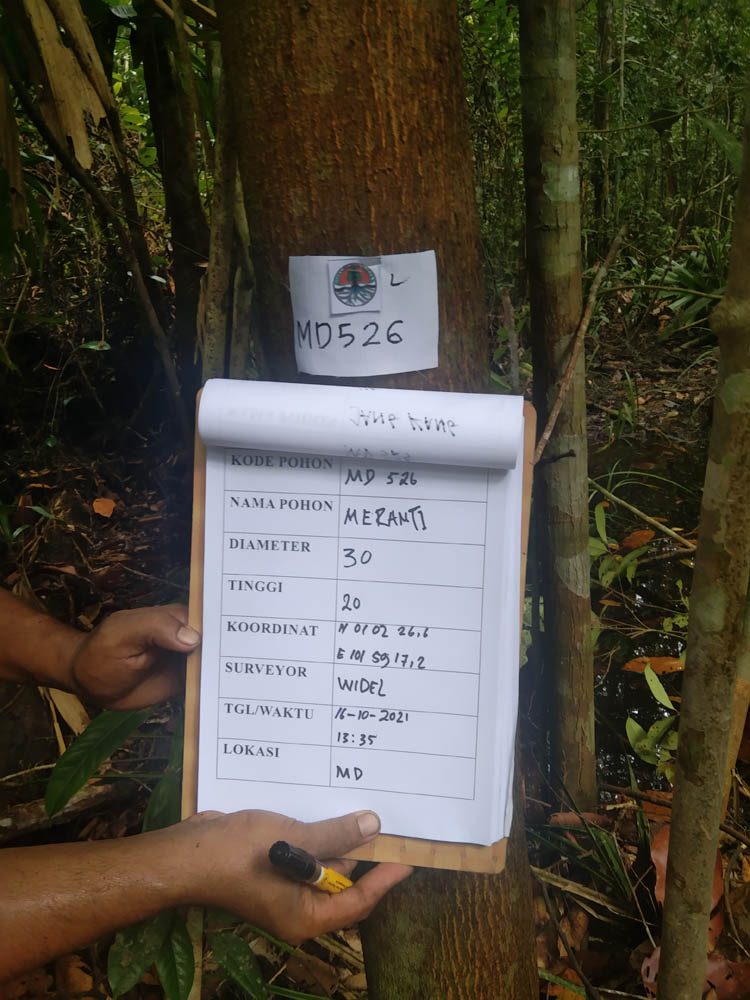 L
MD526
KODE POHON MD 526
NAMA POHON MERANTI
DIAMETER 30
TINGGI 20
KOORDINAT N 01 02 26,6
E 101 59 17,2
SURVEYOR WIDEL
TGL/WAKTU 16-10-2021
13:35
LOKASI MD